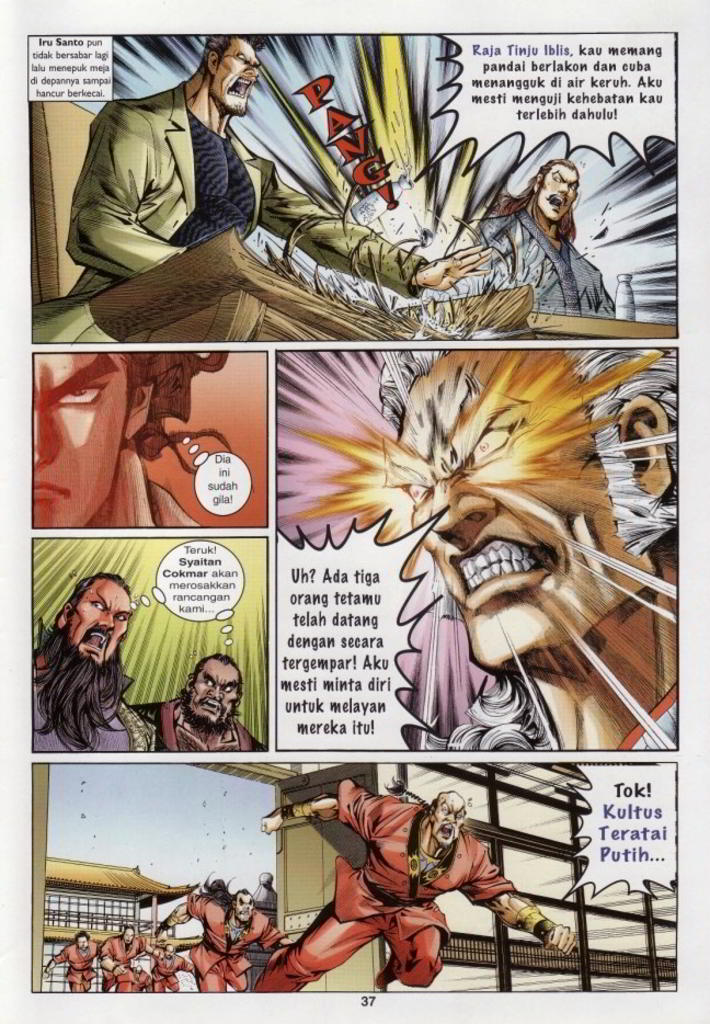 Iru Santo pun
tidak bersabar lagi
lalu menepuk meja
di depannya sampai
hancur berkecai.
PANG!
Raja Tinju Iblis, kau memang
pandai berlakon dan cuba
menangguk di air keruh. Aku
mesti menguji kehebatan kau
terlebih dahulu!
Dia
ini
sudah
gila!
Uh? Ada tiga
orang tetamu
telah datang
dengan secara
tergempar! Aku
mesti minta diri
untuk melayan
mereka itu!
Teruk!
Syaitan
Cokmar akan
merosakkan
rancangan
kami...
Tok!
Kultus
Teratai
Putih...
37